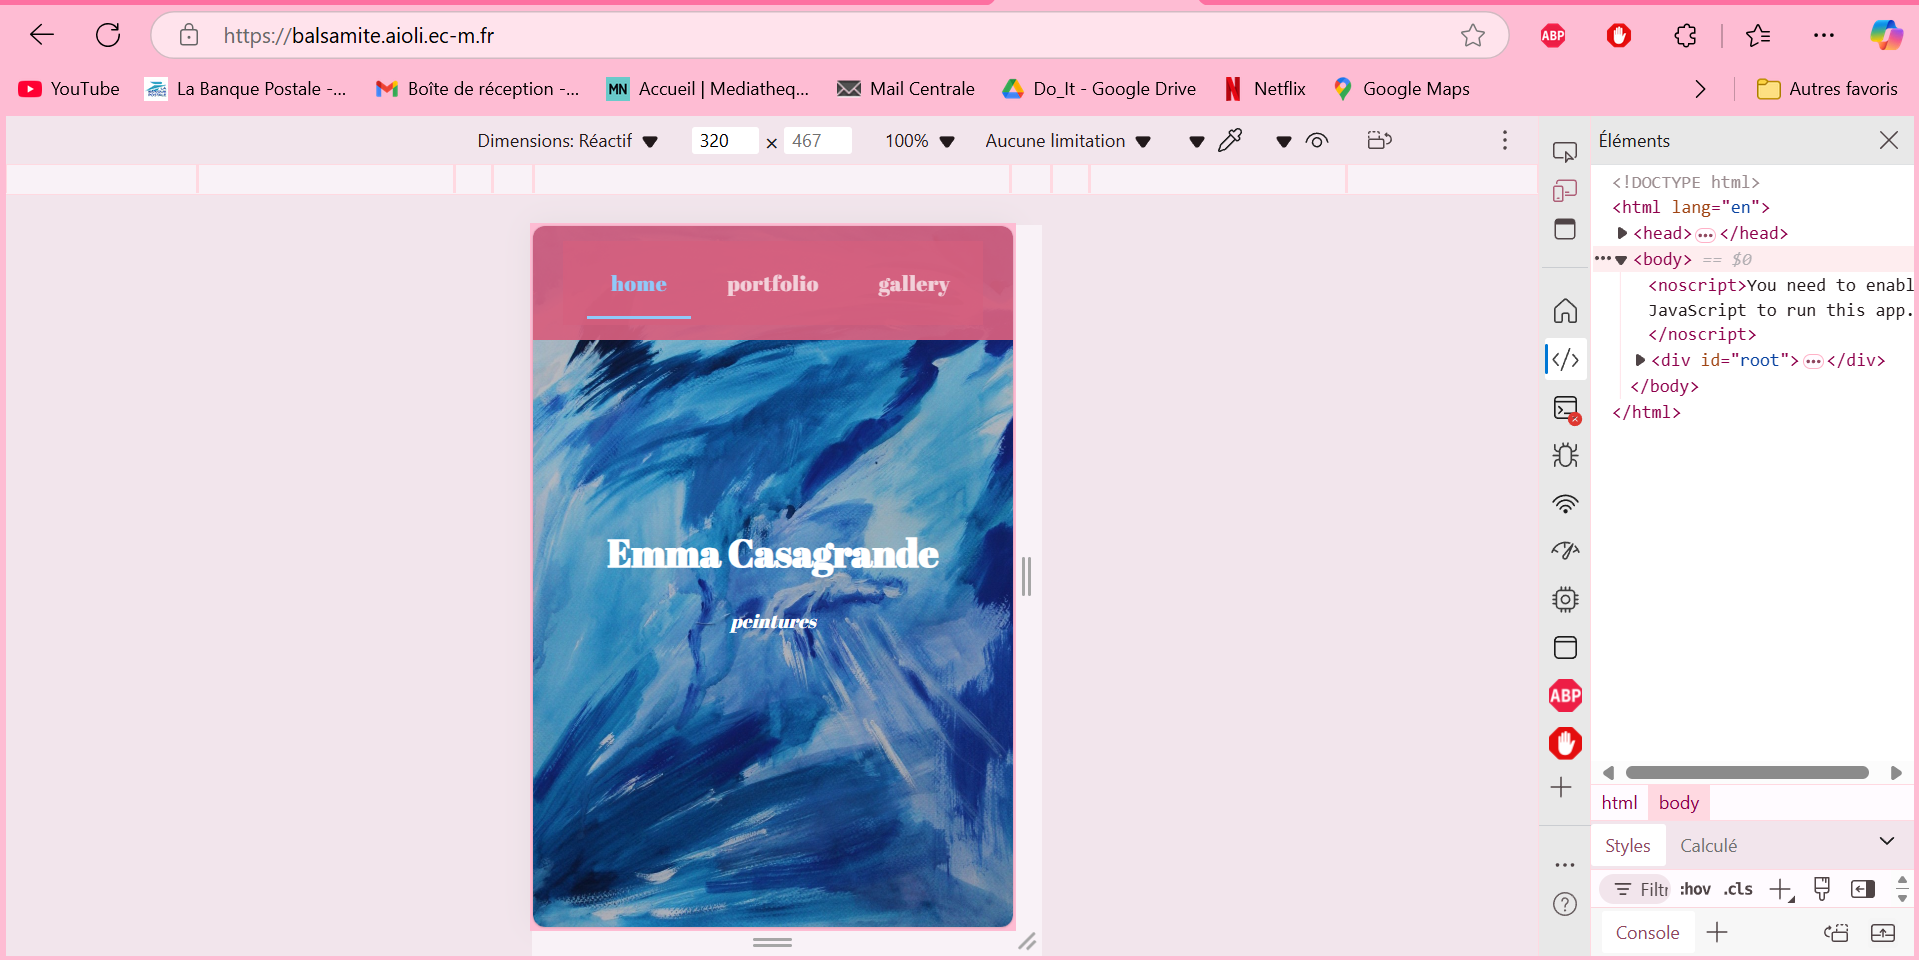 https://balsamite.aioli.ec-m.fr
ABP
YouTube
La Banque Postale -...
Boîte de réception -...
MN
Accueil | Mediatheq...
Mail Centrale
Do_It - Google Drive
Netflix
Google Maps
Autres favoris
Dimensions: Réactif
320
×
467
100%
Aucune limitation
home
portfolio
gallery
Emma Casagrande
peintures
ABP
Éléments
<!DOCTYPE html>
<html lang="en">
<head> ••• </head>
<body> == $0
<noscript>You need to enabl
JavaScript to run this app.
</noscript>
<div id="root"> ••• </div>
</body>
</html>
html
body
Styles
Calculé
Filtr
:hov
.cls
Console